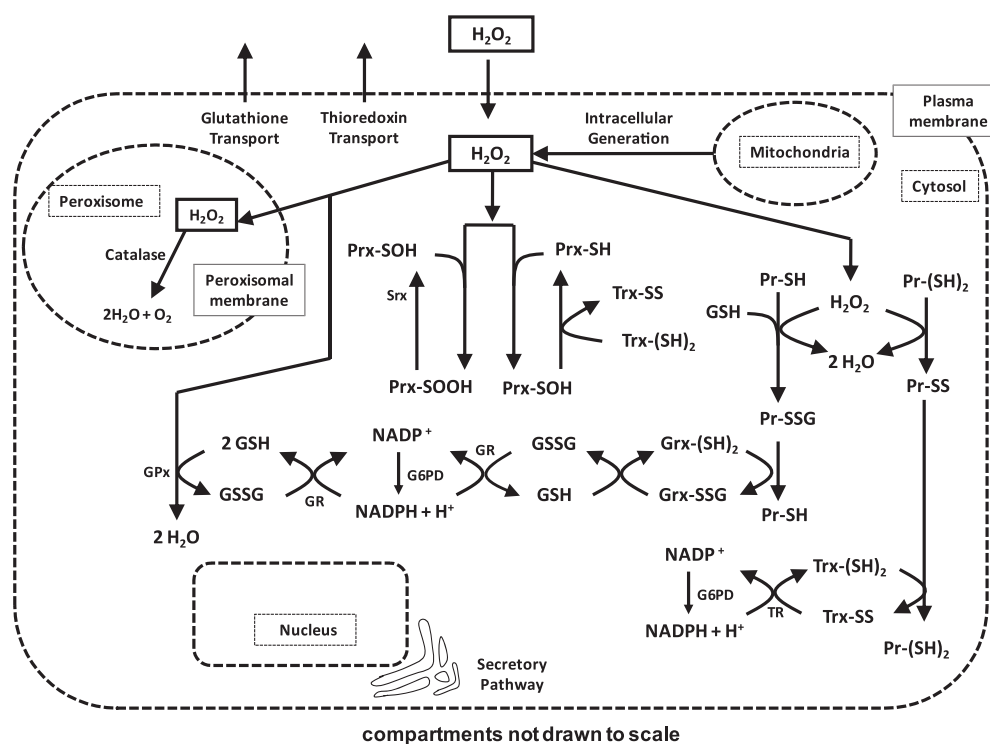 H₂O₂
Plasma
membrane
Glutathione
Transport
Thioredoxin
Transport
Intracellular
Generation
H₂O₂
Mitochondria
Cytosol
Peroxisome
H₂O₂
Catalase
Peroxisomal
membrane
2H₂O + O₂
Prx-SOH
Prx-SH
Srx
Trx-SS
Trx-(SH)₂
Prx-SOOH
Prx-SOH
Pr-SH
Pr-(SH)₂
GSH
H₂O₂
2 H₂O
Pr-SS
Pr-SSG
2 GSH
NADP⁺
GSSG
Grx-(SH)₂
GPx
G6PD
GR
GSSG
GR
NADPH + H⁺
GSH
Grx-SSG
Pr-SH
2 H₂O
NADP⁺
Trx-(SH)₂
G6PD
TR
NADPH + H⁺
Trx-SS
Pr-(SH)₂
Nucleus
Secretory
Pathway
compartments not drawn to scale